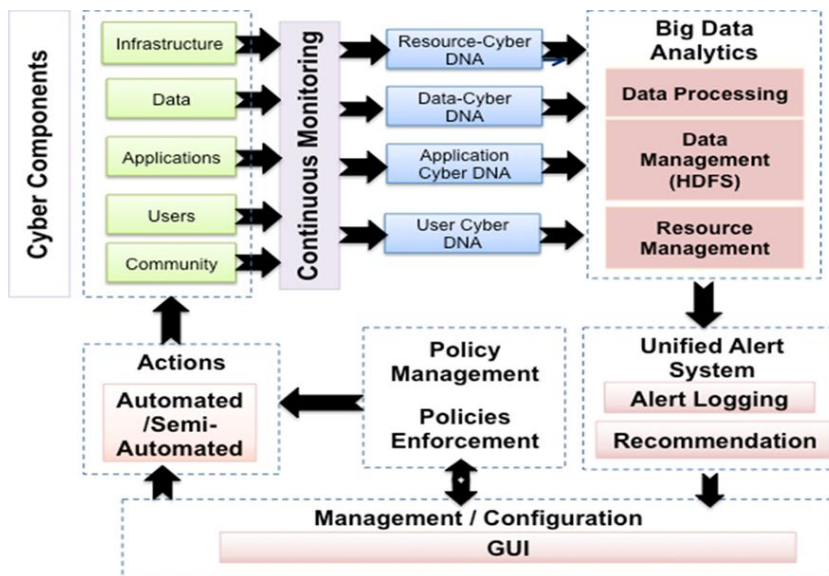 Cyber Components
Infrastructure
Data
Applications
Users
Community
Continuous Monitoring
Resource-Cyber
DNA
Data-Cyber
DNA
Application
Cyber DNA
User Cyber
DNA
Big Data
Analytics
Data Processing
Data
Management
(HDFS)
Resource
Management
Actions
Automated
/Semi-
Automated
Policy
Management
Policies
Enforcement
Unified Alert
System
Alert Logging
Recommendation
Management / Configuration
GUI